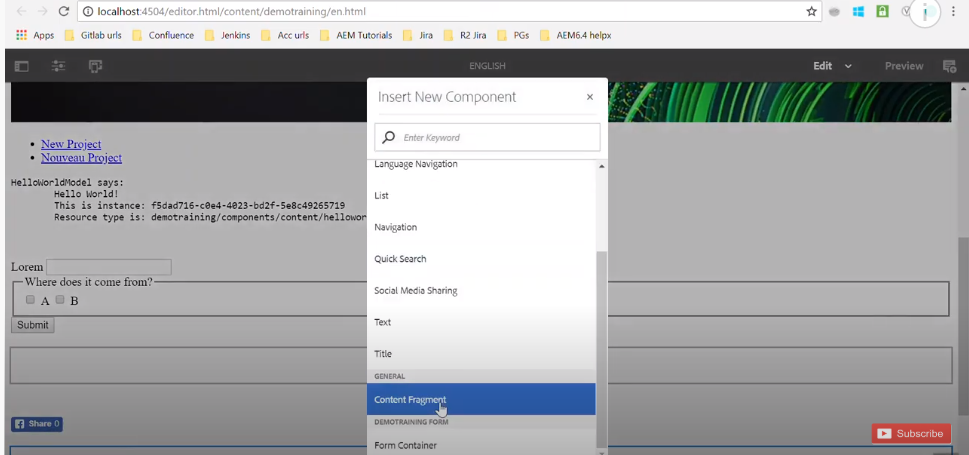 localhost:4504/editor.html/content/demotraining/en.html
Apps Gitlab urls Confluence Jenkins Acc urls AEM Tutorials Jira R2 Jira PGs AEM6.4 helpx
ENGLISH Edit Preview
Insert New Component ×
Enter Keyword
Language Navigation
List
Navigation
Quick Search
Social Media Sharing
Text
Title
GENERAL
Content Fragment
DEMOTRAINING FORM
Form Container
New Project
Nouveau Project
HelloWorldModel says:
Hello World!
This is instance: f5dad716-c0e4-4023-bd2f-5e8c49265719
Resource type is: demotraining/components/content/hellowor
Lorem
Where does it come from?
A B
Submit
Share 0
Subscribe